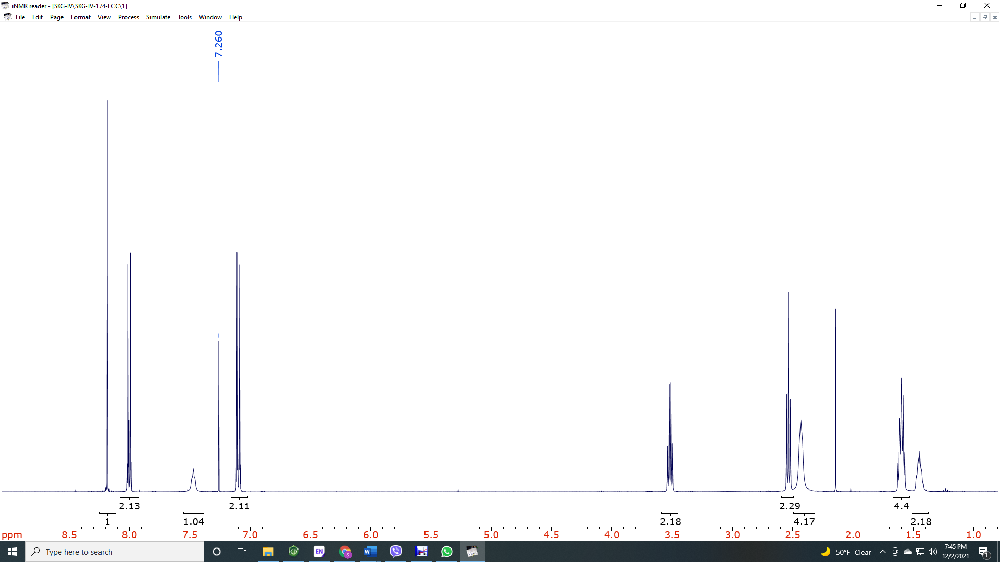 iNMR reader - [SKG-IV\SKG-IV-174-FCC\1]
File Edit Page Format View Process Simulate Tools Window Help
7.260
2.13 2.11 2.29 4.4
1 1.04 2.18 4.17 2.18
ppm 8.5 8.0 7.5 7.0 6.5 6.0 5.5 5.0 4.5 4.0 3.5 3.0 2.5 2.0 1.5 1.0
Type here to search
CD
EN
S
W
50°F Clear
7:45 PM
12/2/2021
1